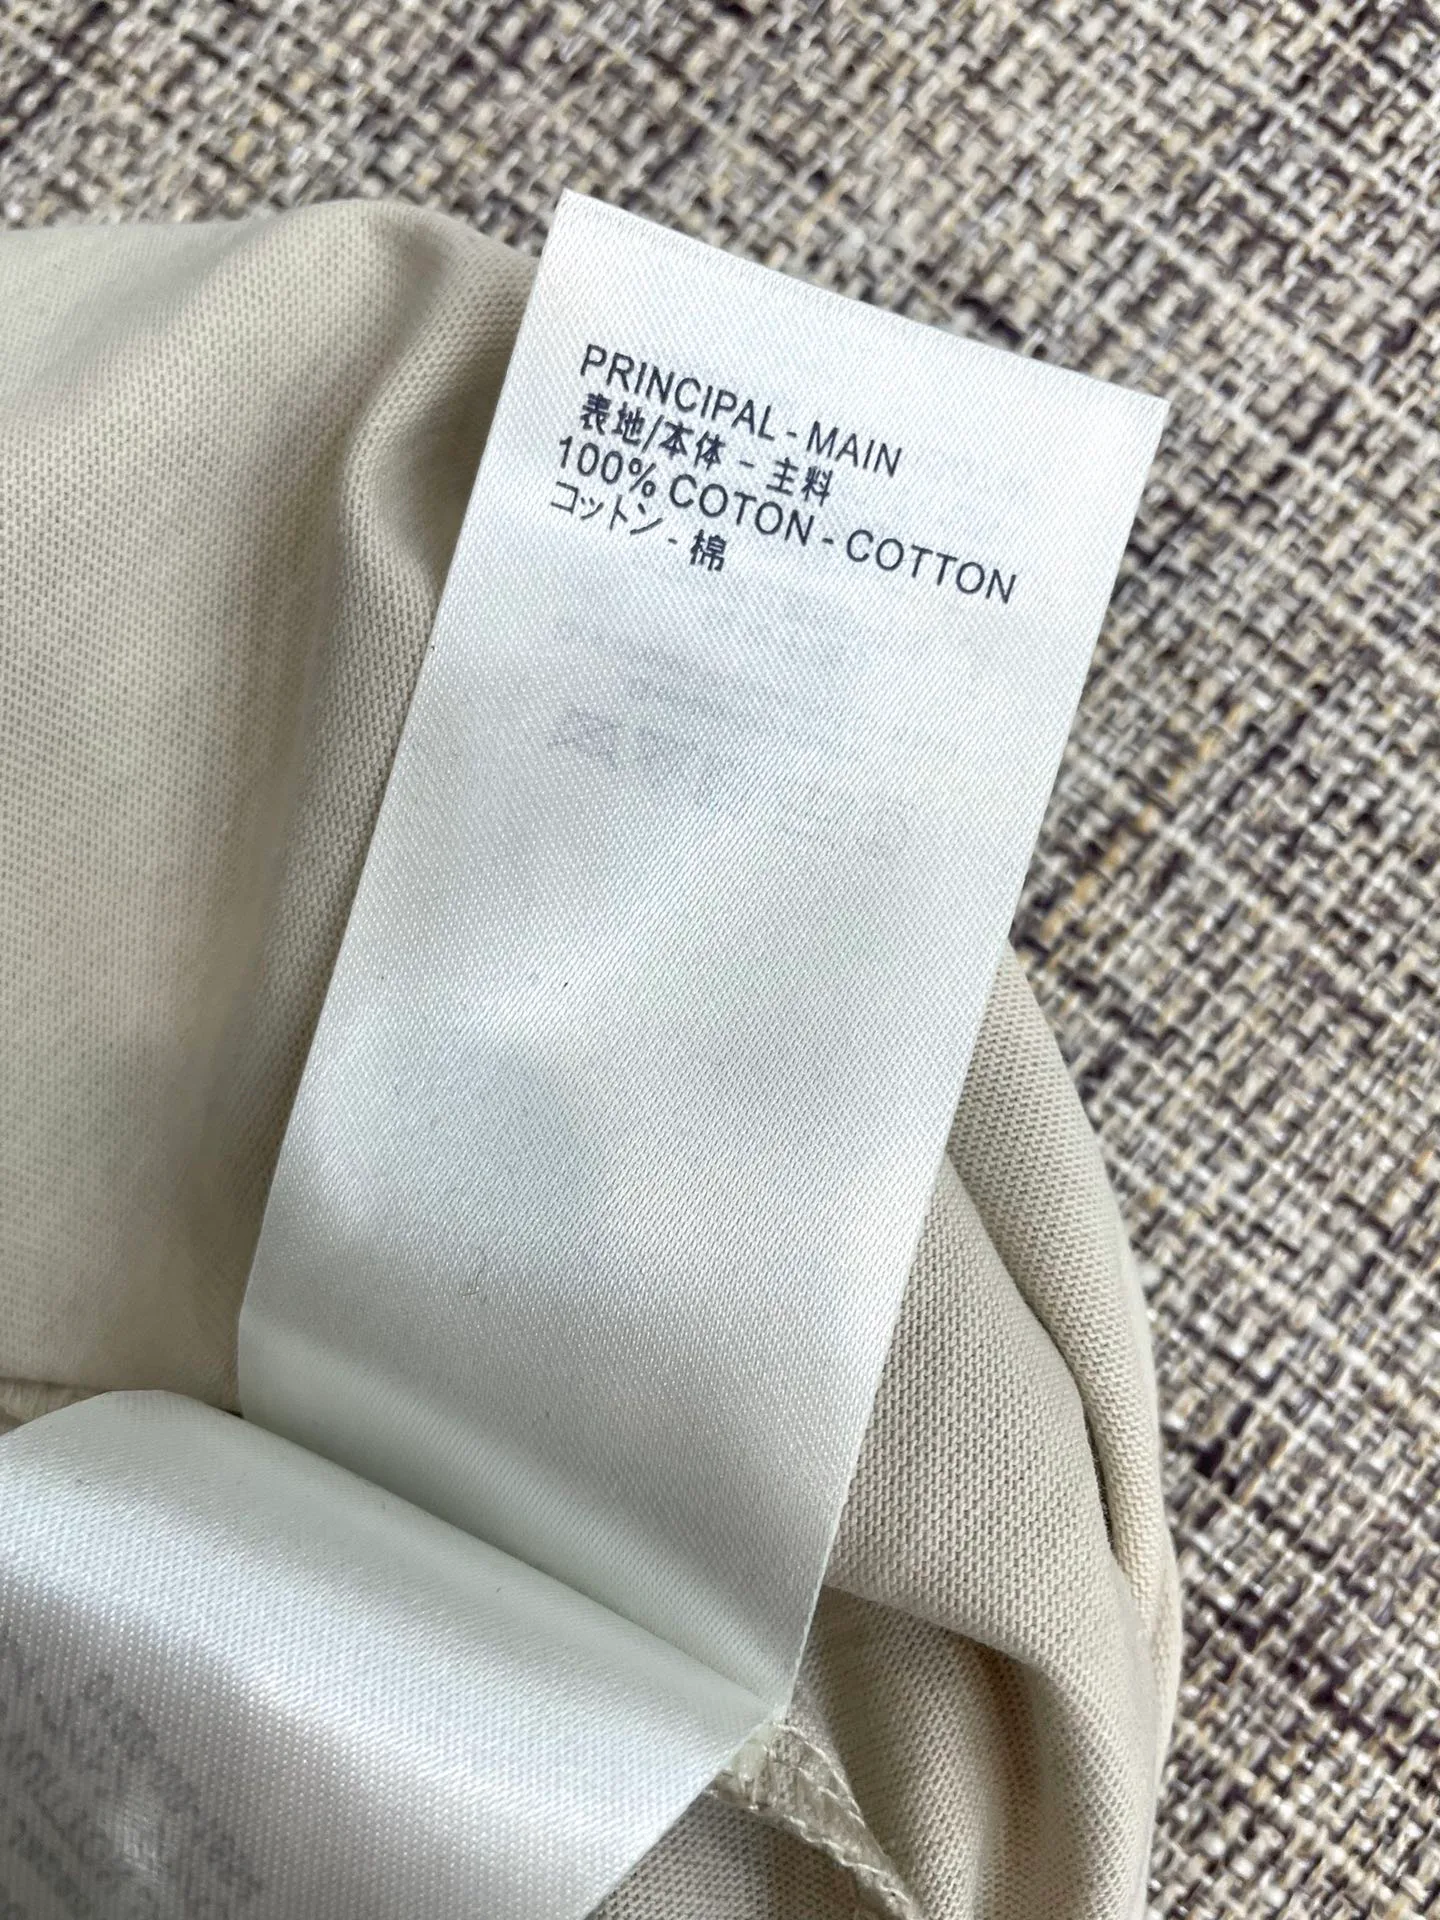 PRINCIPAL - MAIN
表地/本体 - 主料
100% COTON - COTTON
コットン - 棉